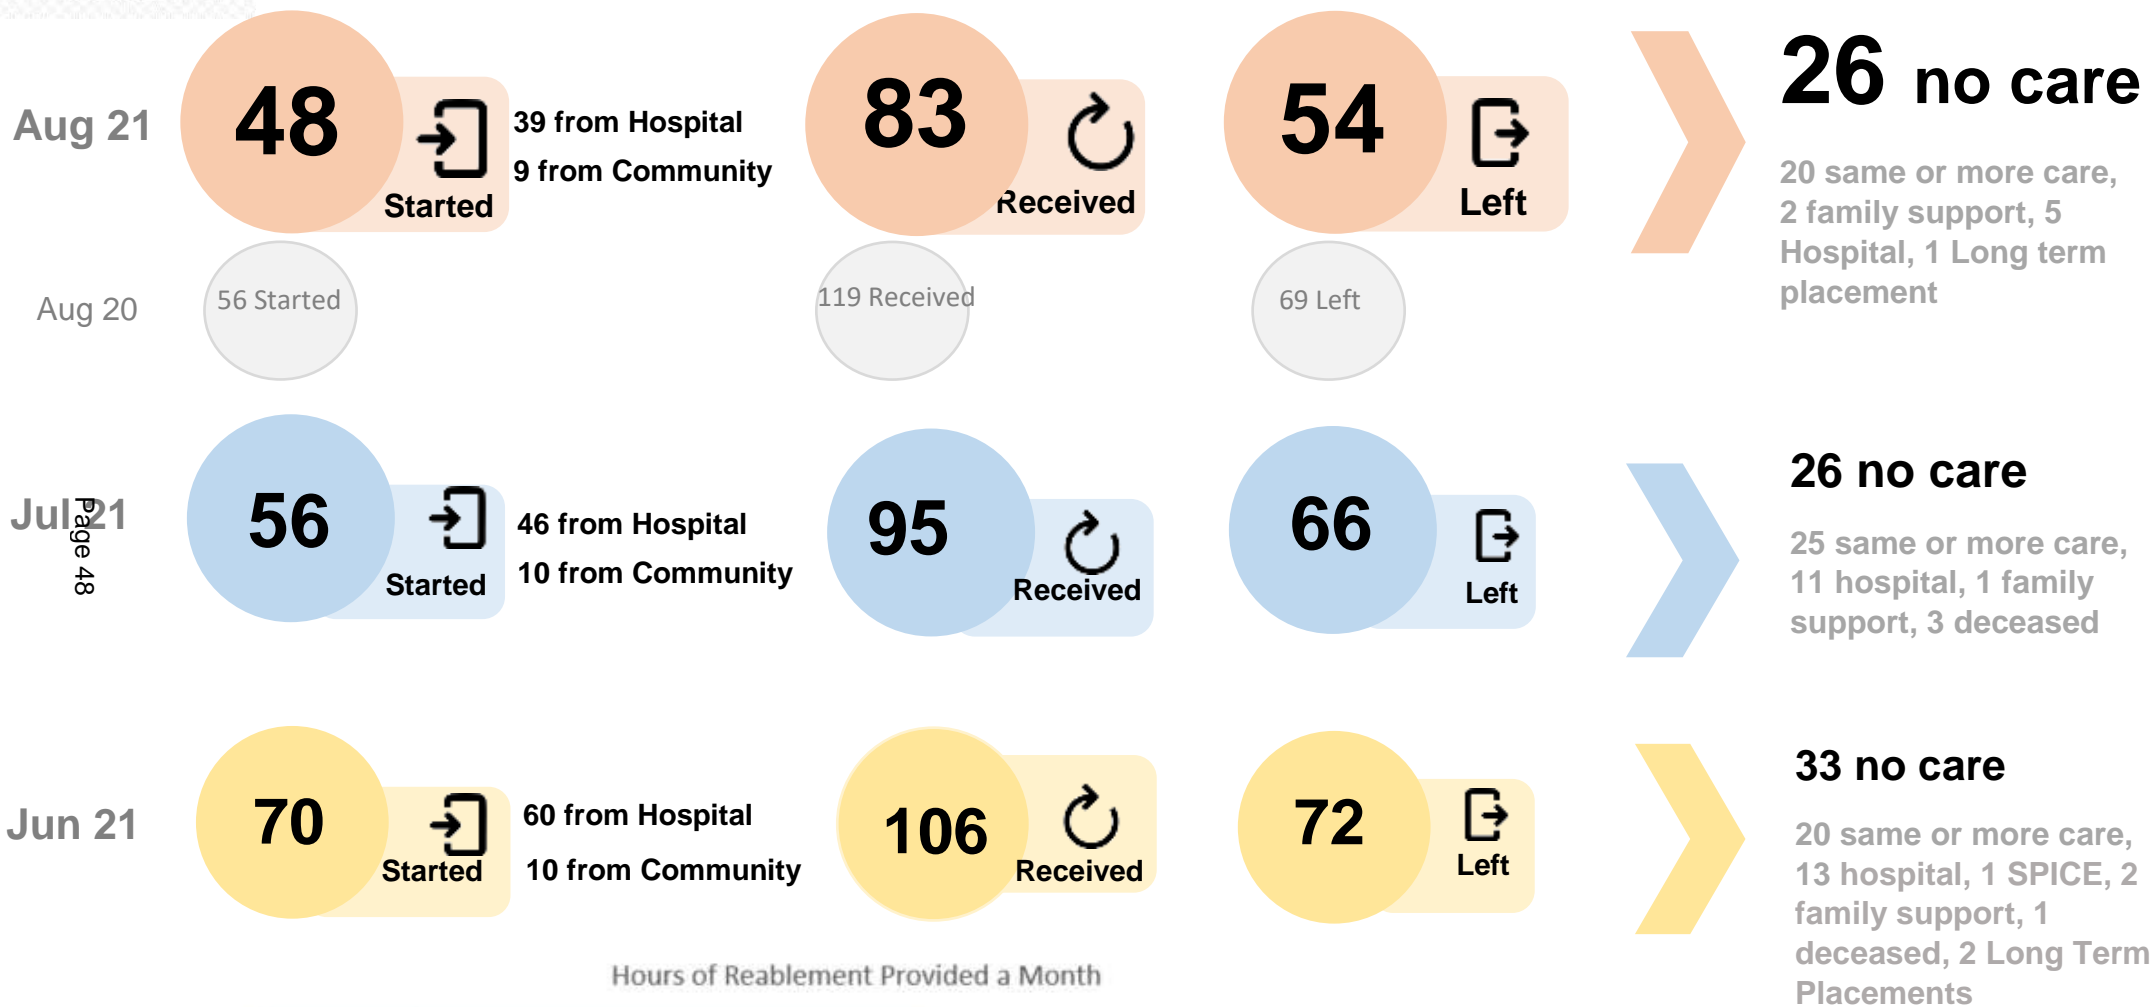 Aug 21
48
Started
39 from Hospital
9 from Community
83
Received
54
Left
26 no care
20 same or more care,
2 family support, 5
Hospital, 1 Long term
placement
Aug 20
56 Started
119 Received
69 Left
Jul 21
Page 48
56
Started
46 from Hospital
10 from Community
95
Received
66
Left
26 no care
25 same or more care,
11 hospital, 1 family
support, 3 deceased
Jun 21
70
Started
60 from Hospital
10 from Community
106
Received
72
Left
33 no care
20 same or more care,
13 hospital, 1 SPICE, 2
family support, 1
deceased, 2 Long Term
Placements
Hours of Reablement Provided a Month